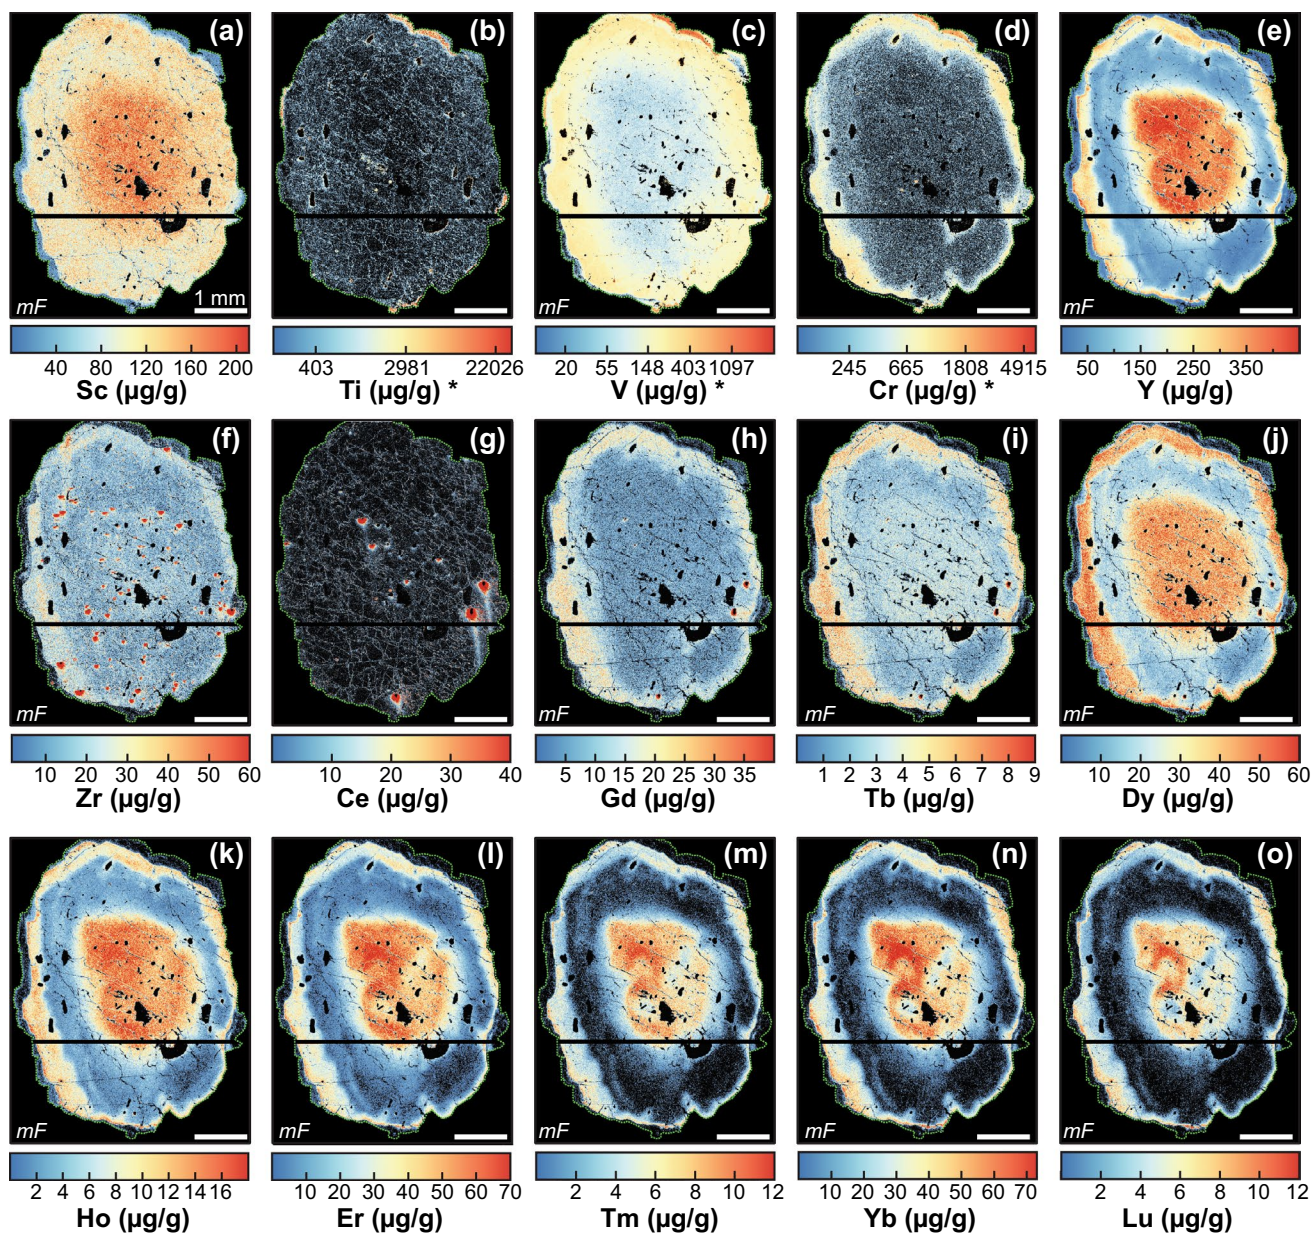 (a) (b) (c) (d) (e)
1 mm
mF mF mF mF mF
40 80 120 160 200 403 2981 22026 20 55 148 403 1097 245 665 1808 4915 50 150 250 350
Sc (µg/g) Ti (µg/g) * V (µg/g) * Cr (µg/g) * Y (µg/g)
(f) (g) (h) (i) (j)
mF mF mF mF mF
10 20 30 40 50 60 10 20 30 40 5 10 15 20 25 30 35 1 2 3 4 5 6 7 8 9 10 20 30 40 50 60
Zr (µg/g) Ce (µg/g) Gd (µg/g) Tb (µg/g) Dy (µg/g)
(k) (l) (m) (n) (o)
mF mF mF mF mF
2 4 6 8 10 12 14 16 10 20 30 40 50 60 70 2 4 6 8 10 12 10 20 30 40 50 60 70 2 4 6 8 10 12
Ho (µg/g) Er (µg/g) Tm (µg/g) Yb (µg/g) Lu (µg/g)